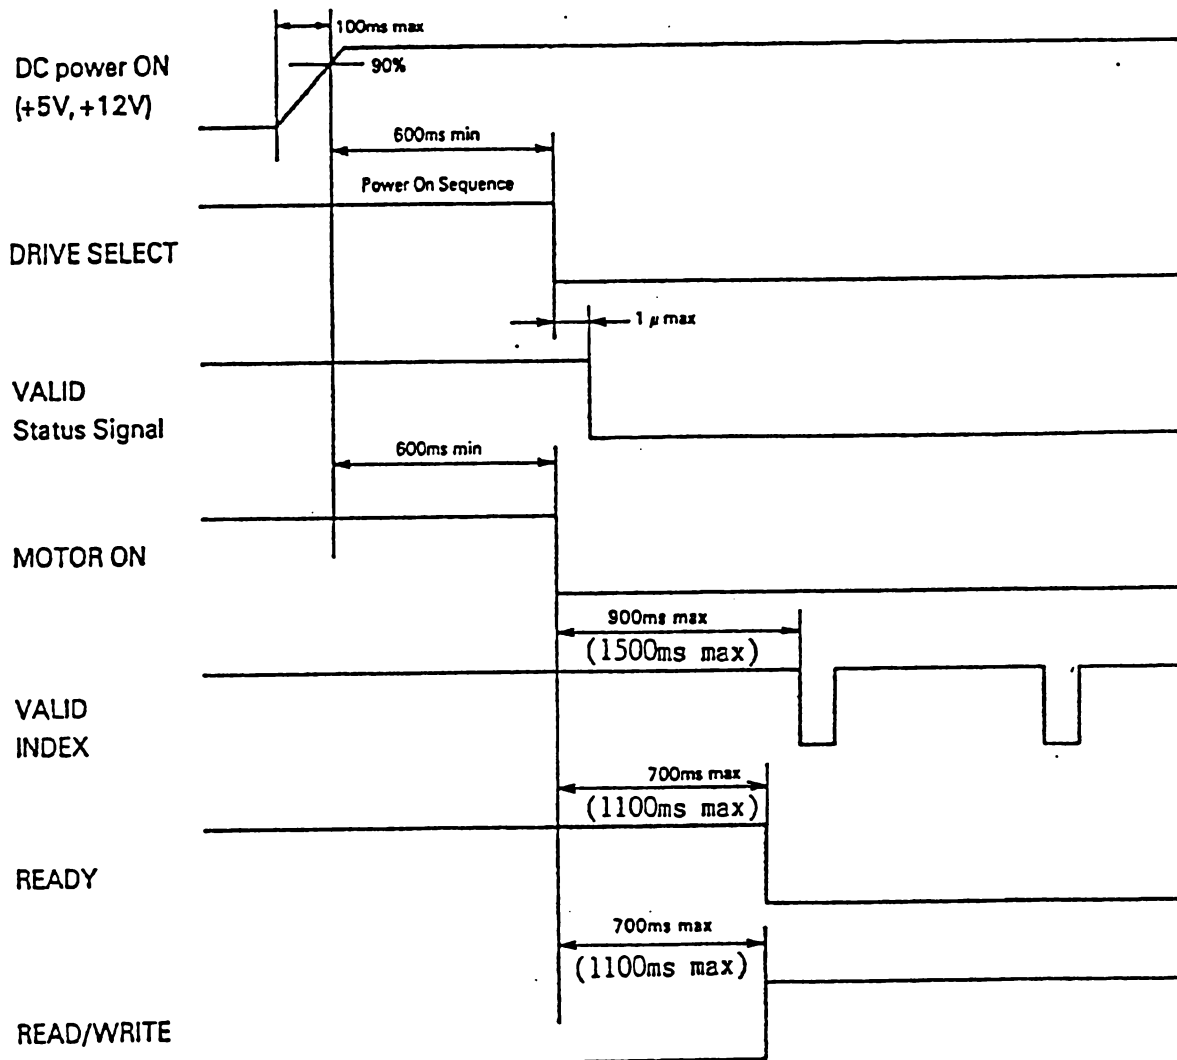 100ms max
DC power ON
(+5V, +12V)
90%
600ms min
Power On Sequence
DRIVE SELECT
1 μ max
VALID
Status Signal
600ms min
MOTOR ON
900ms max
(1500ms max)
VALID
INDEX
700ms max
(1100ms max)
READY
700ms max
(1100ms max)
READ/WRITE